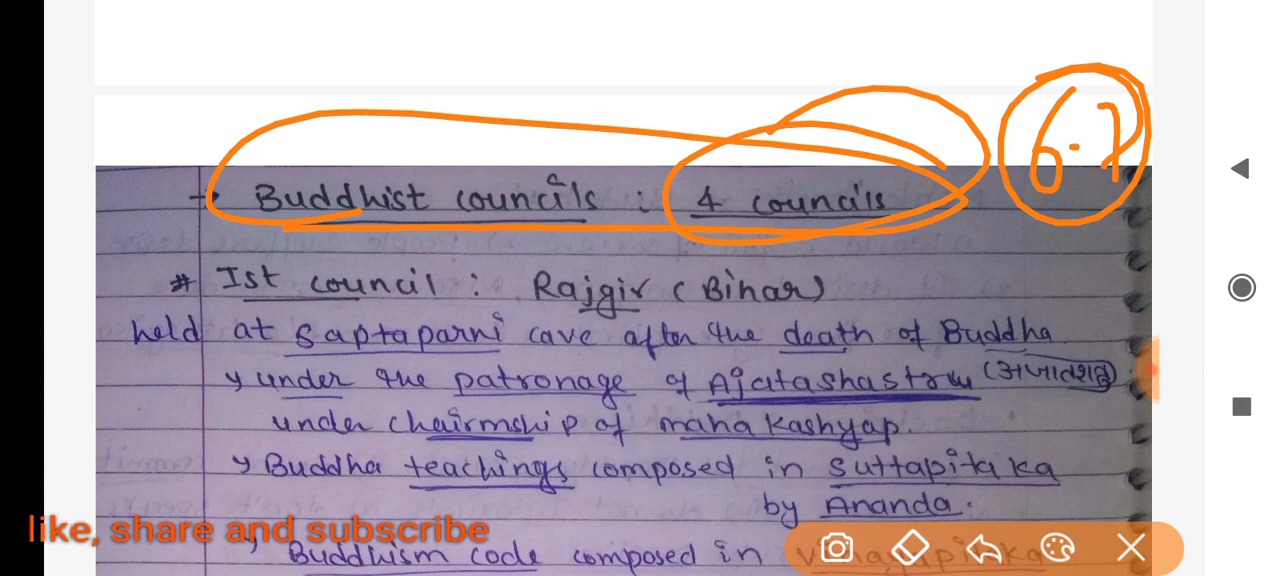 6-7
→ Buddhist councils : 4 councils
# Ist council : Rajgir (Bihar)
held at saptaparni cave after the death of Buddha
y under the patronage of Ajatashastru (अजातशत्रु)
under chairmship of maha Kashyap.
y Buddha teachings composed in suttapitaka
by Ananda.
like, share and subscribe
Buddhism code composed in vinayapitaka